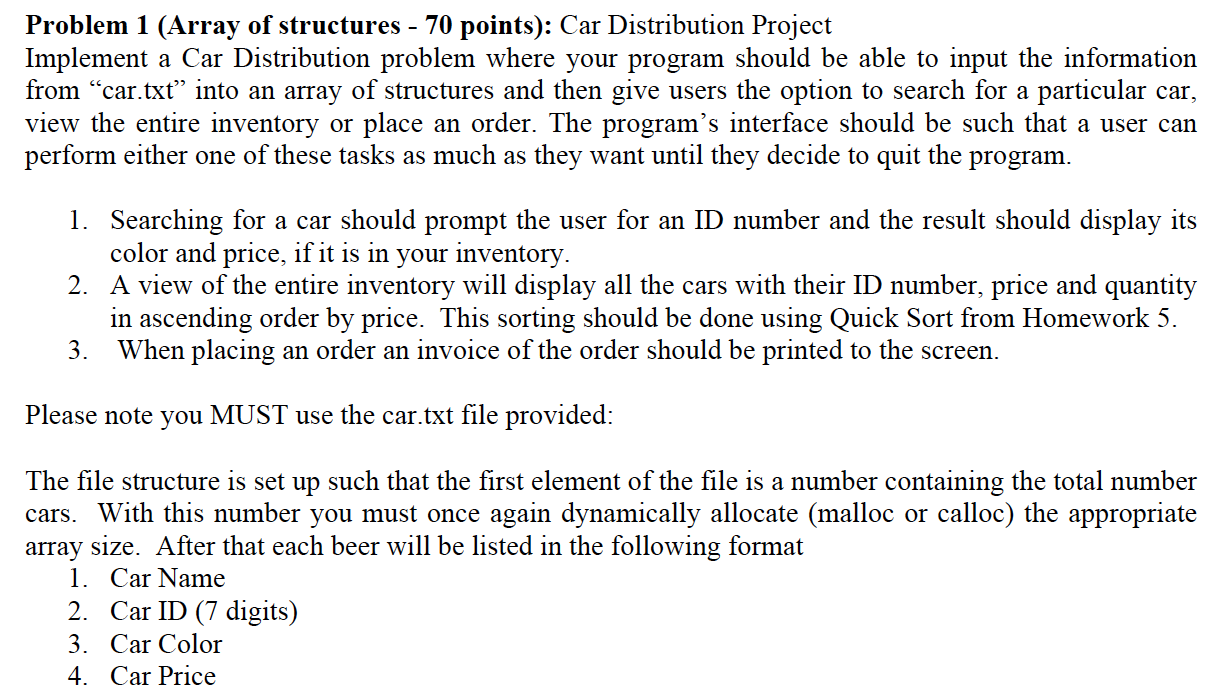 Problem 1 (Array of structures - 70 points): Car Distribution Project
Implement a Car Distribution problem where your program should be able to input the information
from “car.txt” into an array of structures and then give users the option to search for a particular car,
view the entire inventory or place an order. The program’s interface should be such that a user can
perform either one of these tasks as much as they want until they decide to quit the program.
1. Searching for a car should prompt the user for an ID number and the result should display its
color and price, if it is in your inventory.
2. A view of the entire inventory will display all the cars with their ID number, price and quantity
in ascending order by price. This sorting should be done using Quick Sort from Homework 5.
3. When placing an order an invoice of the order should be printed to the screen.
Please note you MUST use the car.txt file provided:
The file structure is set up such that the first element of the file is a number containing the total number
cars. With this number you must once again dynamically allocate (malloc or calloc) the appropriate
array size. After that each beer will be listed in the following format
1. Car Name
2. Car ID (7 digits)
3. Car Color
4. Car Price